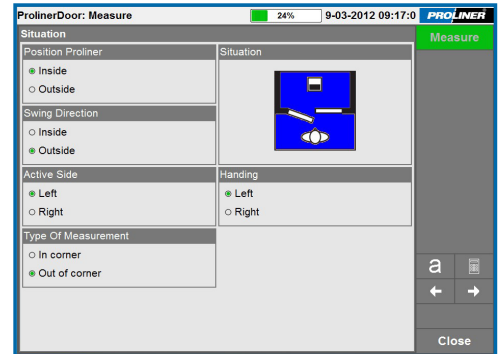 ProlinerDoor: Measure 24% 9-03-2012 09:17:0 PROLINER
Situation
Measure
Position Proliner
Inside
Outside
Situation
Swing Direction
Inside
Outside
Active Side
Left
Right
Handing
Left
Right
Type Of Measurement
In corner
Out of corner
a
Close